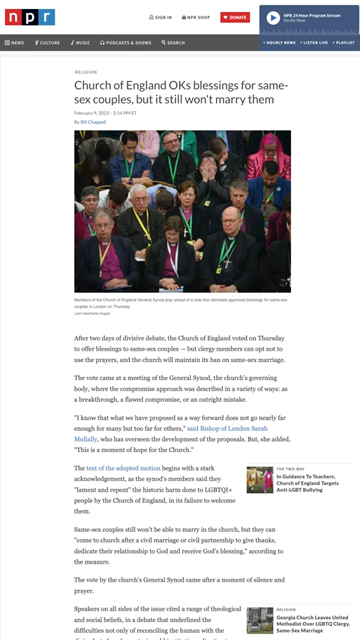 npr
SIGN IN
NPR SHOP
DONATE
NPR 24 Hour Program Stream
On Air Now
NEWS
CULTURE
MUSIC
PODCASTS & SHOWS
SEARCH
HOURLY NEWS
LISTEN LIVE
PLAYLIST
RELIGION
Church of England OKs blessings for same-
sex couples, but it still won't marry them
February 9, 2023 · 2:14 PM ET
By Bill Chappell
Members of the Church of England General Synod pray ahead of a vote that ultimately approved blessings for same-sex
couples in London on Thursday.
After two days of divisive debate, the Church of England voted on Thursday
to offer blessings to same-sex couples — but clergy members can opt not to
use the prayers, and the church will maintain its ban on same-sex marriage.
The vote came at a meeting of the General Synod, the church's governing
body, where the compromise approach was described in a variety of ways: as
a breakthrough, a flawed compromise, or an outright mistake.
"I know that what we have proposed as a way forward does not go nearly far
enough for many but too far for others," said Bishop of London Sarah
Mullally, who has overseen the development of the proposals. But, she added,
"This is a moment of hope for the Church."
The text of the adopted motion begins with a stark
acknowledgement, as the synod's members said they
"lament and repent" the historic harm done to LGBTQI+
people by the Church of England, in its failure to welcome
them.
THE TWO-WAY
In Guidance To Teachers,
Church of England Targets
Anti-LGBT Bullying
Same-sex couples still won't be able to marry in the church, but they can
"come to church after a civil marriage or civil partnership to give thanks,
dedicate their relationship to God and receive God's blessing," according to
the measure.
The vote by the church's General Synod came after a moment of silence and
prayer.
Speakers on all sides of the issue cited a range of theological
and social beliefs, in a debate that underlined the
difficulties not only of reconciling the human with the
RELIGION
Georgia Church Leaves United
Methodist Over LGBTQ Clergy,
Same-Sex Marriage